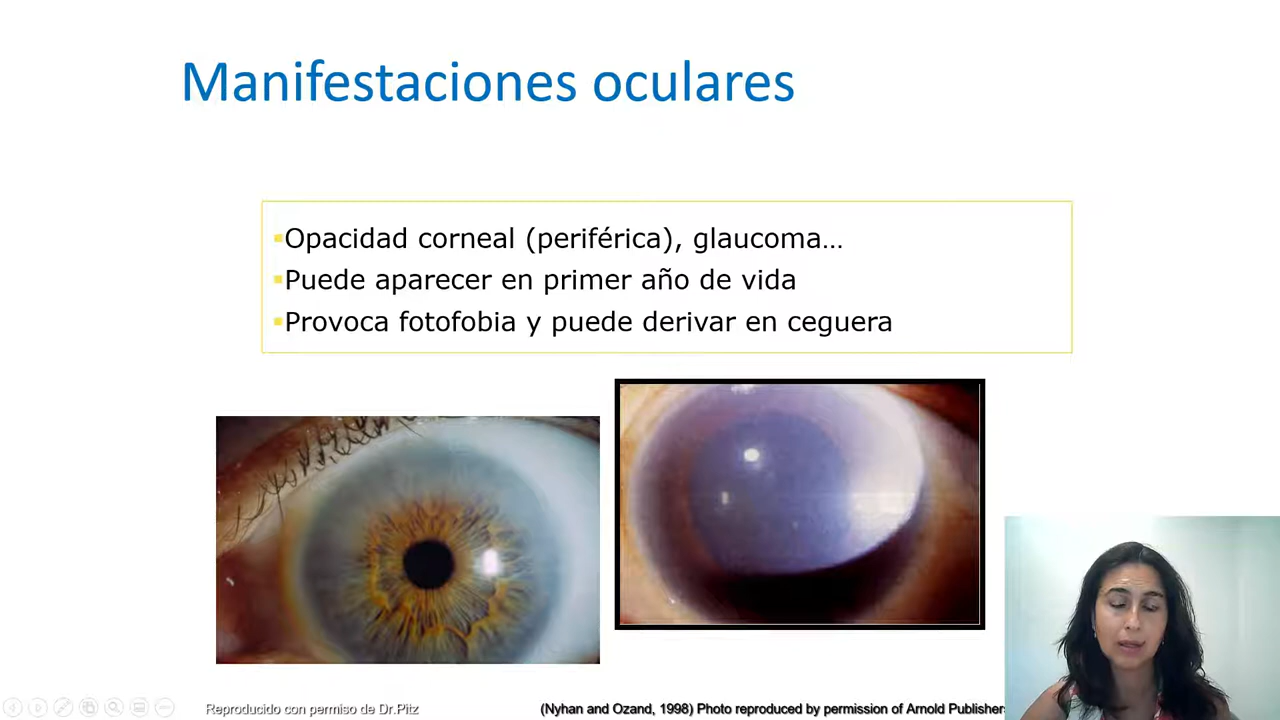 Manifestaciones oculares
▪Opacidad corneal (periférica), glaucoma…
▪Puede aparecer en primer año de vida
▪Provoca fotofobia y puede derivar en ceguera
Reproducido con permiso de Dr.Pitz
(Nyhan and Ozand, 1998) Photo reproduced by permission of Arnold Publishers